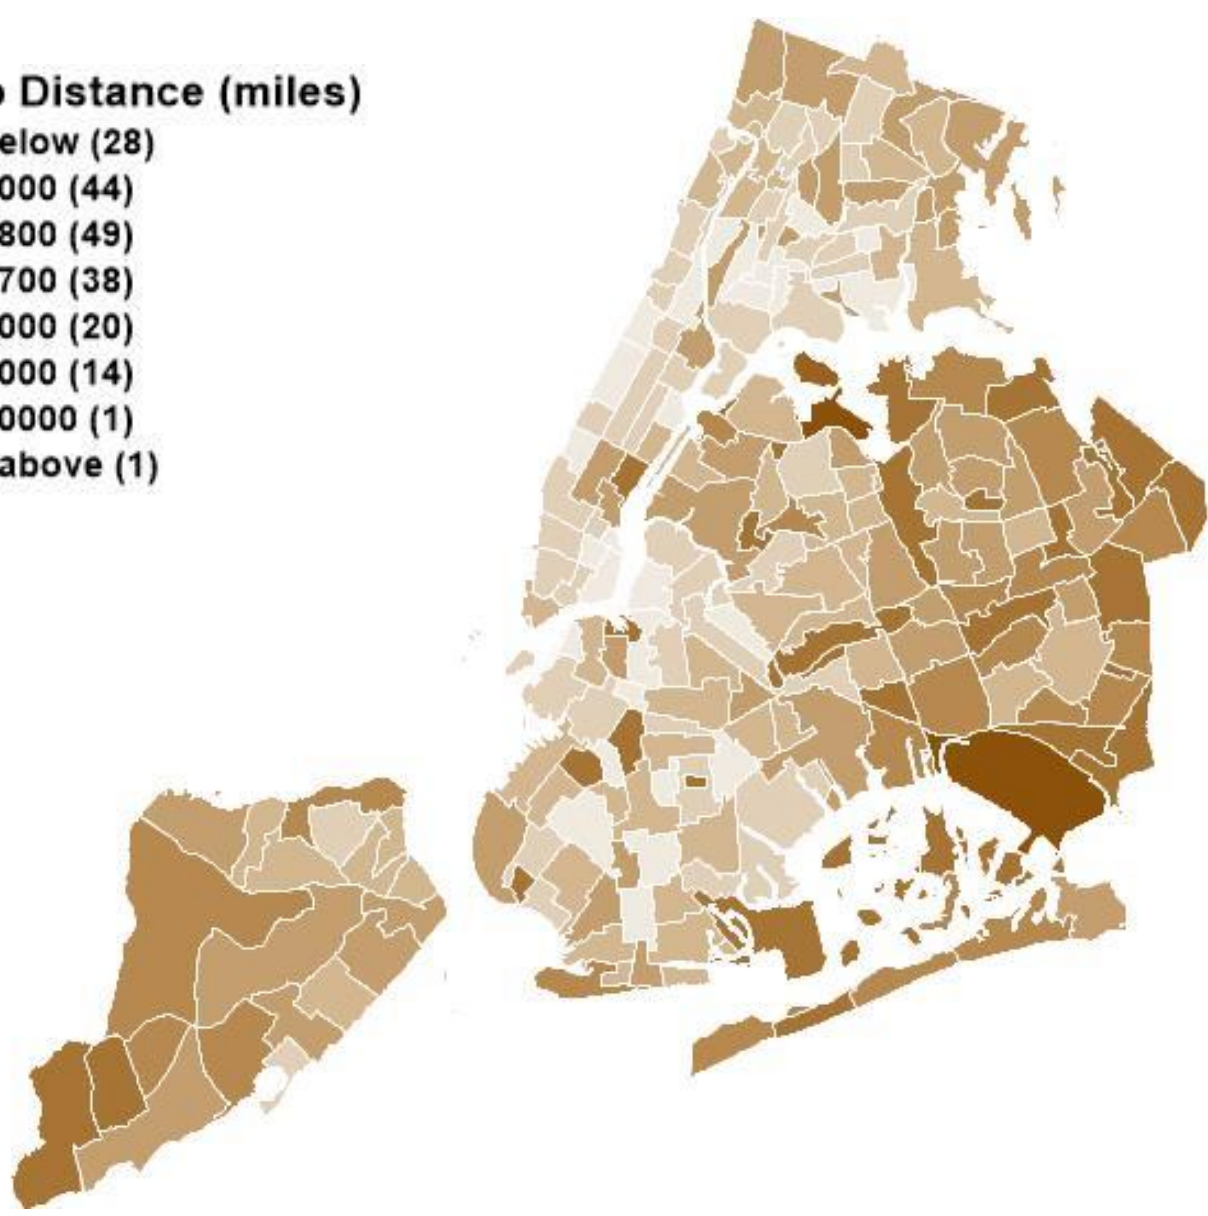 Distance (miles)
elow (28)
000 (44)
800 (49)
700 (38)
000 (20)
000 (14)
0000 (1)
above (1)